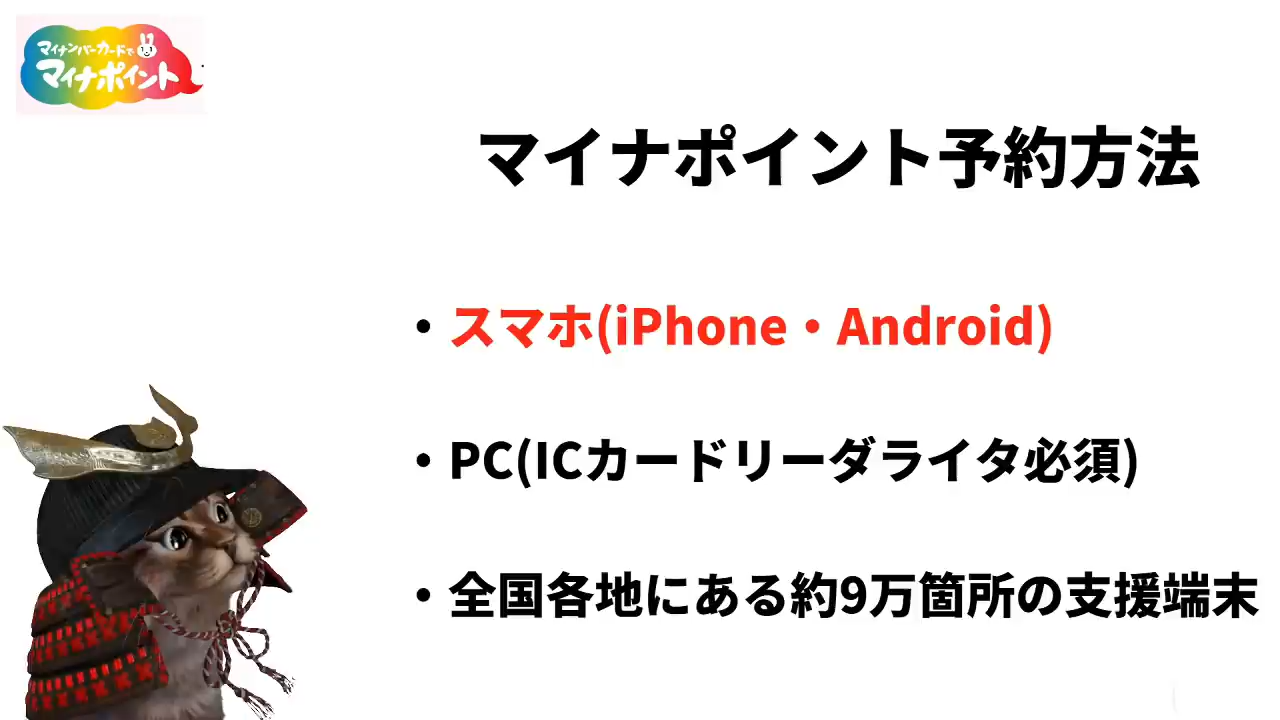 マイナンバーカードで
マイナポイント
マイナポイント予約方法
・スマホ(iPhone・Android)
・PC(ICカードリーダライタ必須)
・全国各地にある約9万箇所の支援端末